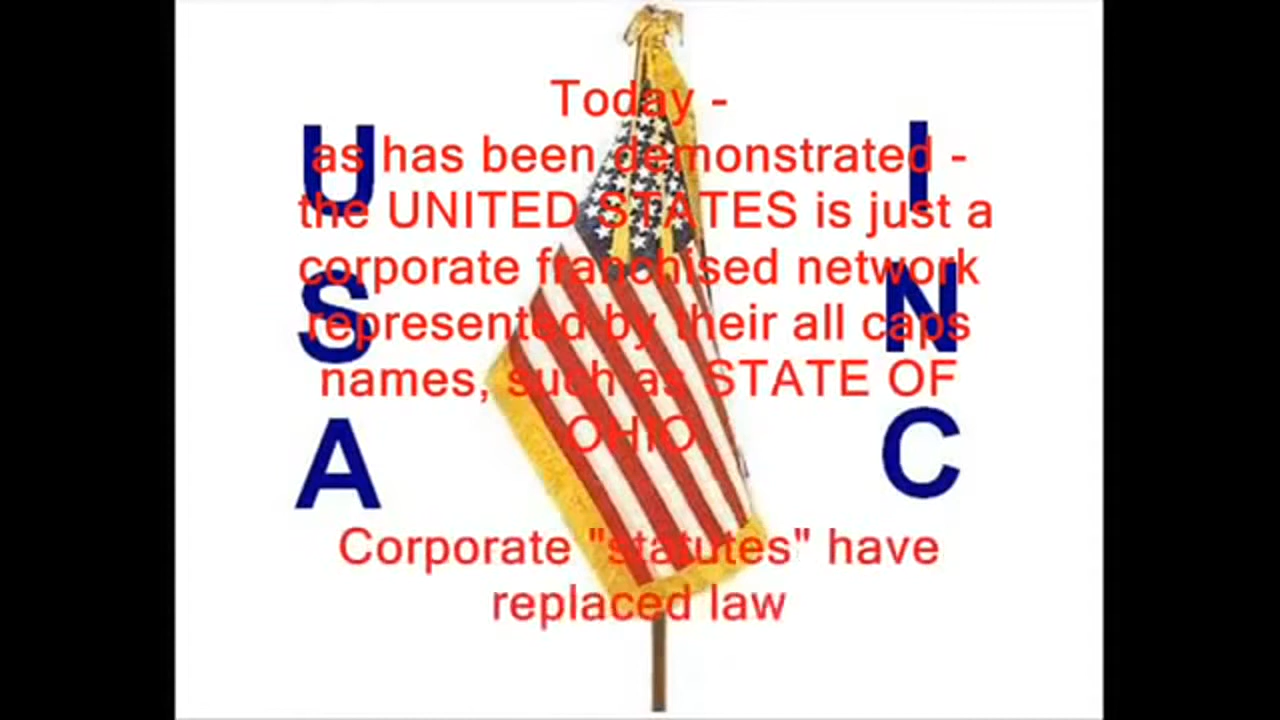 Today -
as has been demonstrated -
the UNITED STATES is just a
corporate franchised network
represented by their all caps
names, such as STATE OF
OHIO
Corporate "statutes" have
replaced law
U
S
A
I
N
C